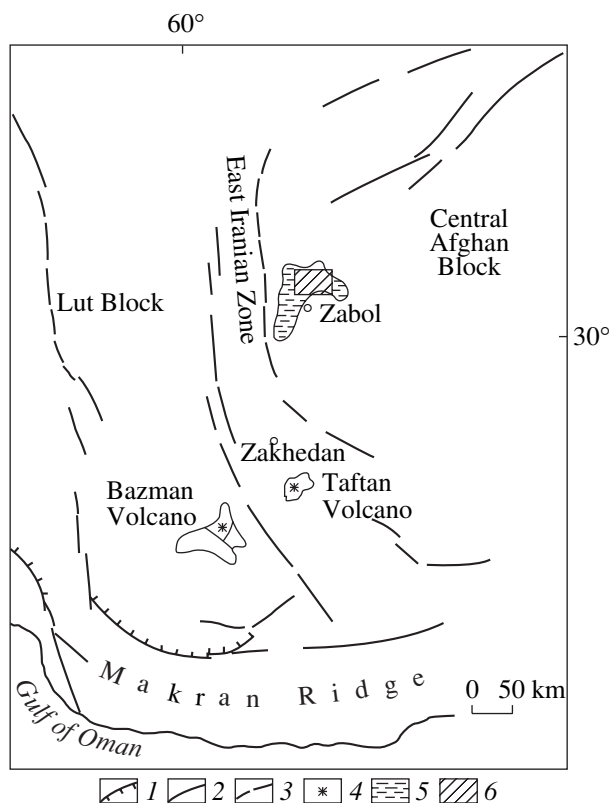 60°
East Iranian Zone
Central
Afghan
Block
Lut Block
Zabol
30°
Zakhedan
Bazman
Volcano
Taftan
Volcano
Makran Ridge
0 50 km
Gulf of Oman
1 2 3 4 5 6